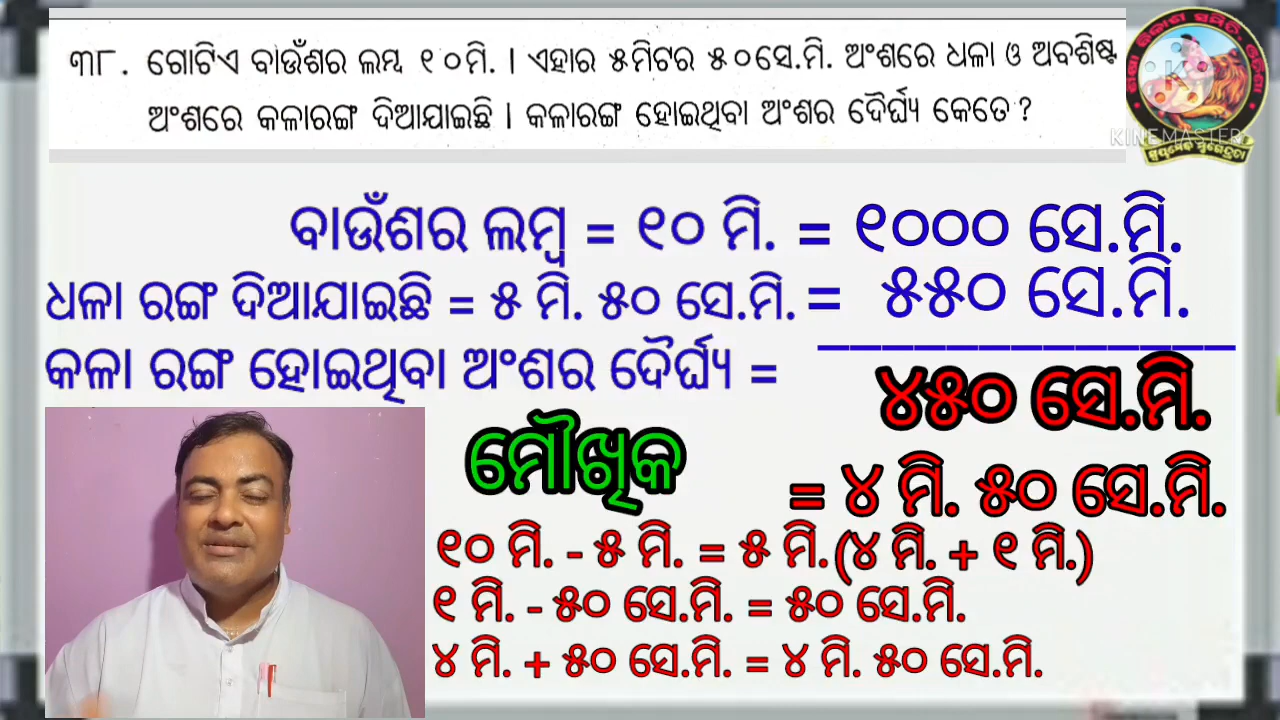 ୩୮. ଗୋଟିଏ ବାଉଁଶର ଲମ୍ବ ୧୦ମି. । ଏହାର ୫ମିଟର ୫୦ସେ.ମି. ଅଂଶରେ ଧଳା ଓ ଅବଶିଷ୍ଟ
ଅଂଶରେ କଳାରଙ୍ଗ ଦିଆଯାଇଛି । କଳାରଙ୍ଗ ହୋଇଥିବା ଅଂଶର ଦୈର୍ଘ୍ୟ କେତେ ?
KINEMASTER
ବାଉଁଶର ଲମ୍ବ = ୧୦ ମି. = ୧୦୦୦ ସେ.ମି.
ଧଳା ରଙ୍ଗ ଦିଆଯାଇଛି = ୫ ମି. ୫୦ ସେ.ମି. = ୫୫୦ ସେ.ମି.
କଳା ରଙ୍ଗ ହୋଇଥିବା ଅଂଶର ଦୈର୍ଘ୍ୟ =
୪୫୦ ସେ.ମି.
ମୌଖିକ
= ୪ ମି. ୫୦ ସେ.ମି.
୧୦ ମି. - ୫ ମି. = ୫ ମି.(୪ ମି. + ୧ ମି.)
୧ ମି. - ୫୦ ସେ.ମି. = ୫୦ ସେ.ମି.
୪ ମି. + ୫୦ ସେ.ମି. = ୪ ମି. ୫୦ ସେ.ମି.